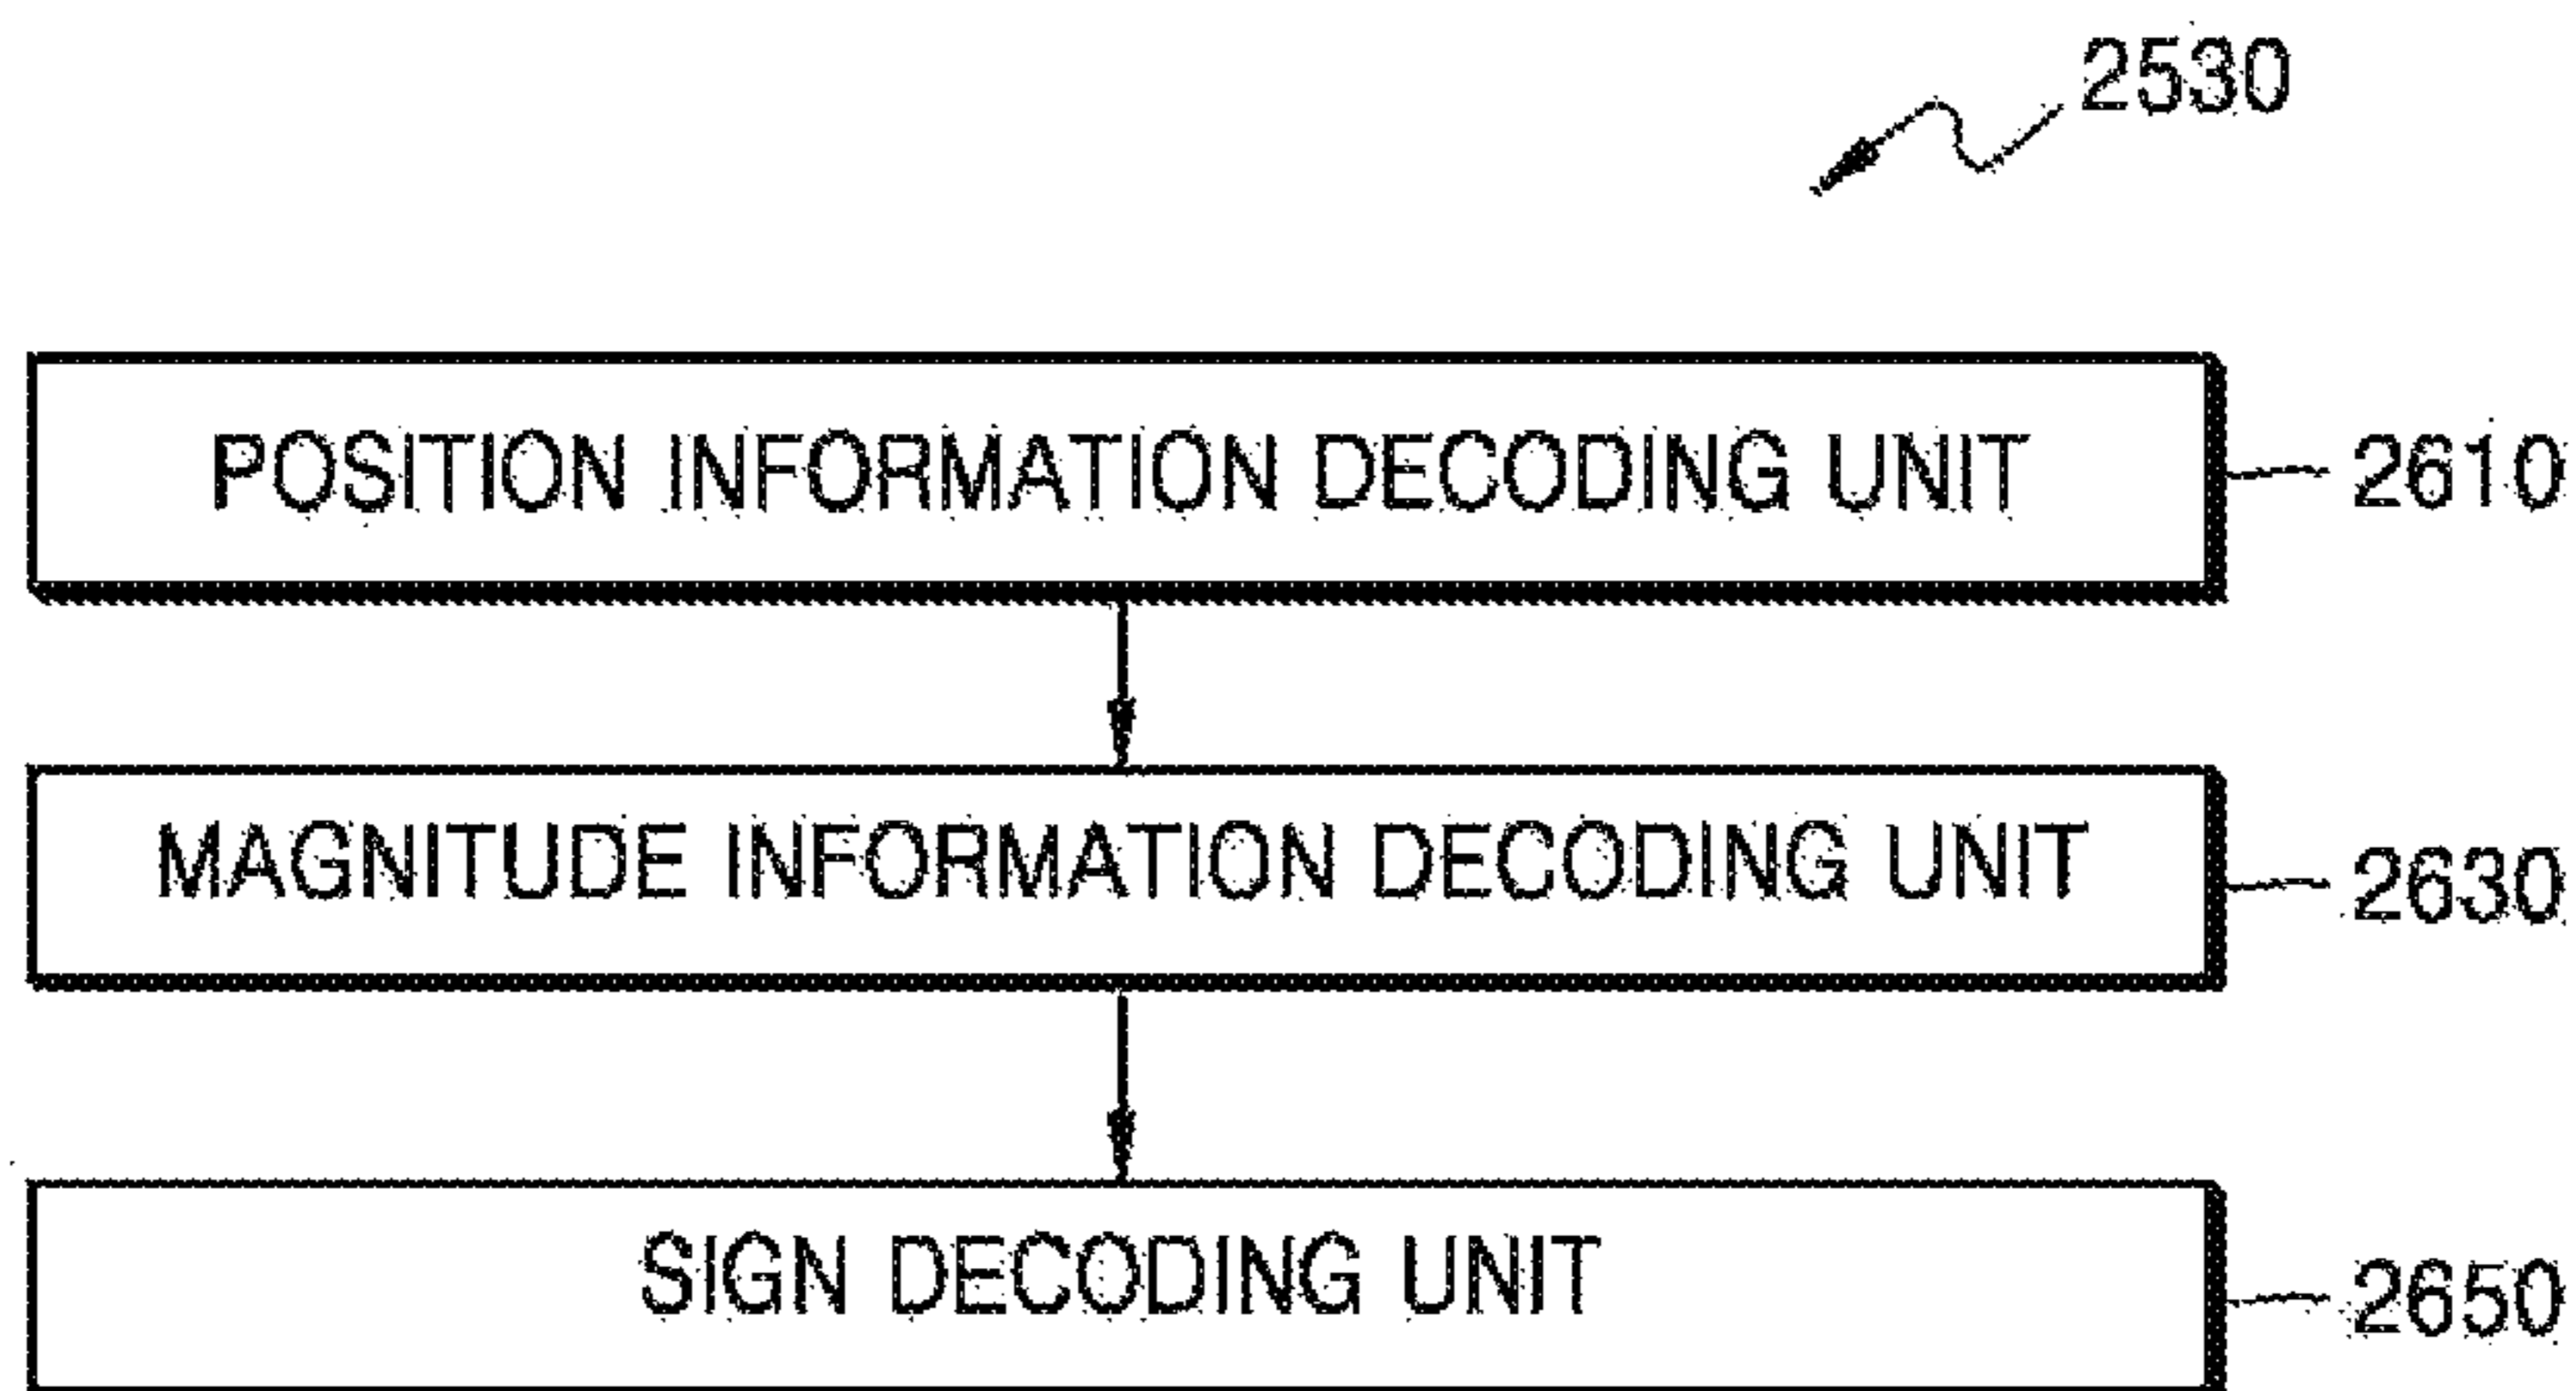 2530
POSITION INFORMATION DECODING UNIT 2610
MAGNITUDE INFORMATION DECODING UNIT 2630
SIGN DECODING UNIT 2650